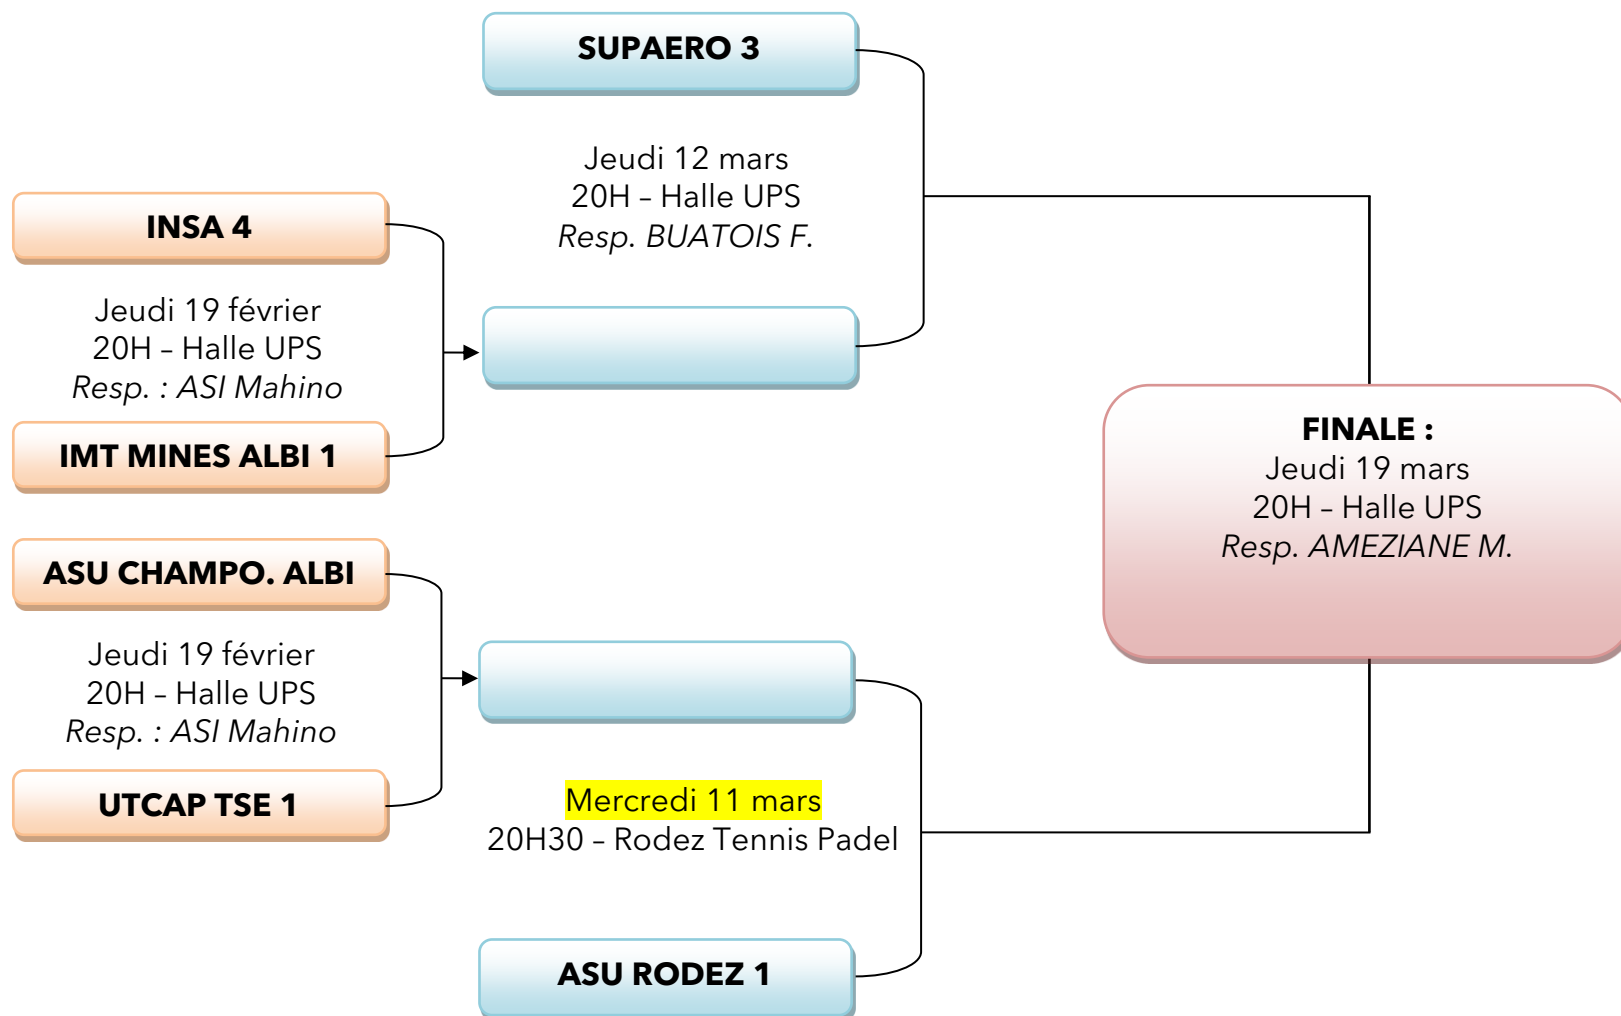 SUPAERO 3
Jeudi 12 mars
20H – Halle UPS
Resp. BUATOIS F.
INSA 4
Jeudi 19 février
20H – Halle UPS
Resp. : ASI Mahino
IMT MINES ALBI 1
FINALE :
Jeudi 19 mars
20H – Halle UPS
Resp. AMEZIANE M.
ASU CHAMPO. ALBI
Jeudi 19 février
20H – Halle UPS
Resp. : ASI Mahino
UTCAP TSE 1
Mercredi 11 mars
20H30 – Rodez Tennis Padel
ASU RODEZ 1